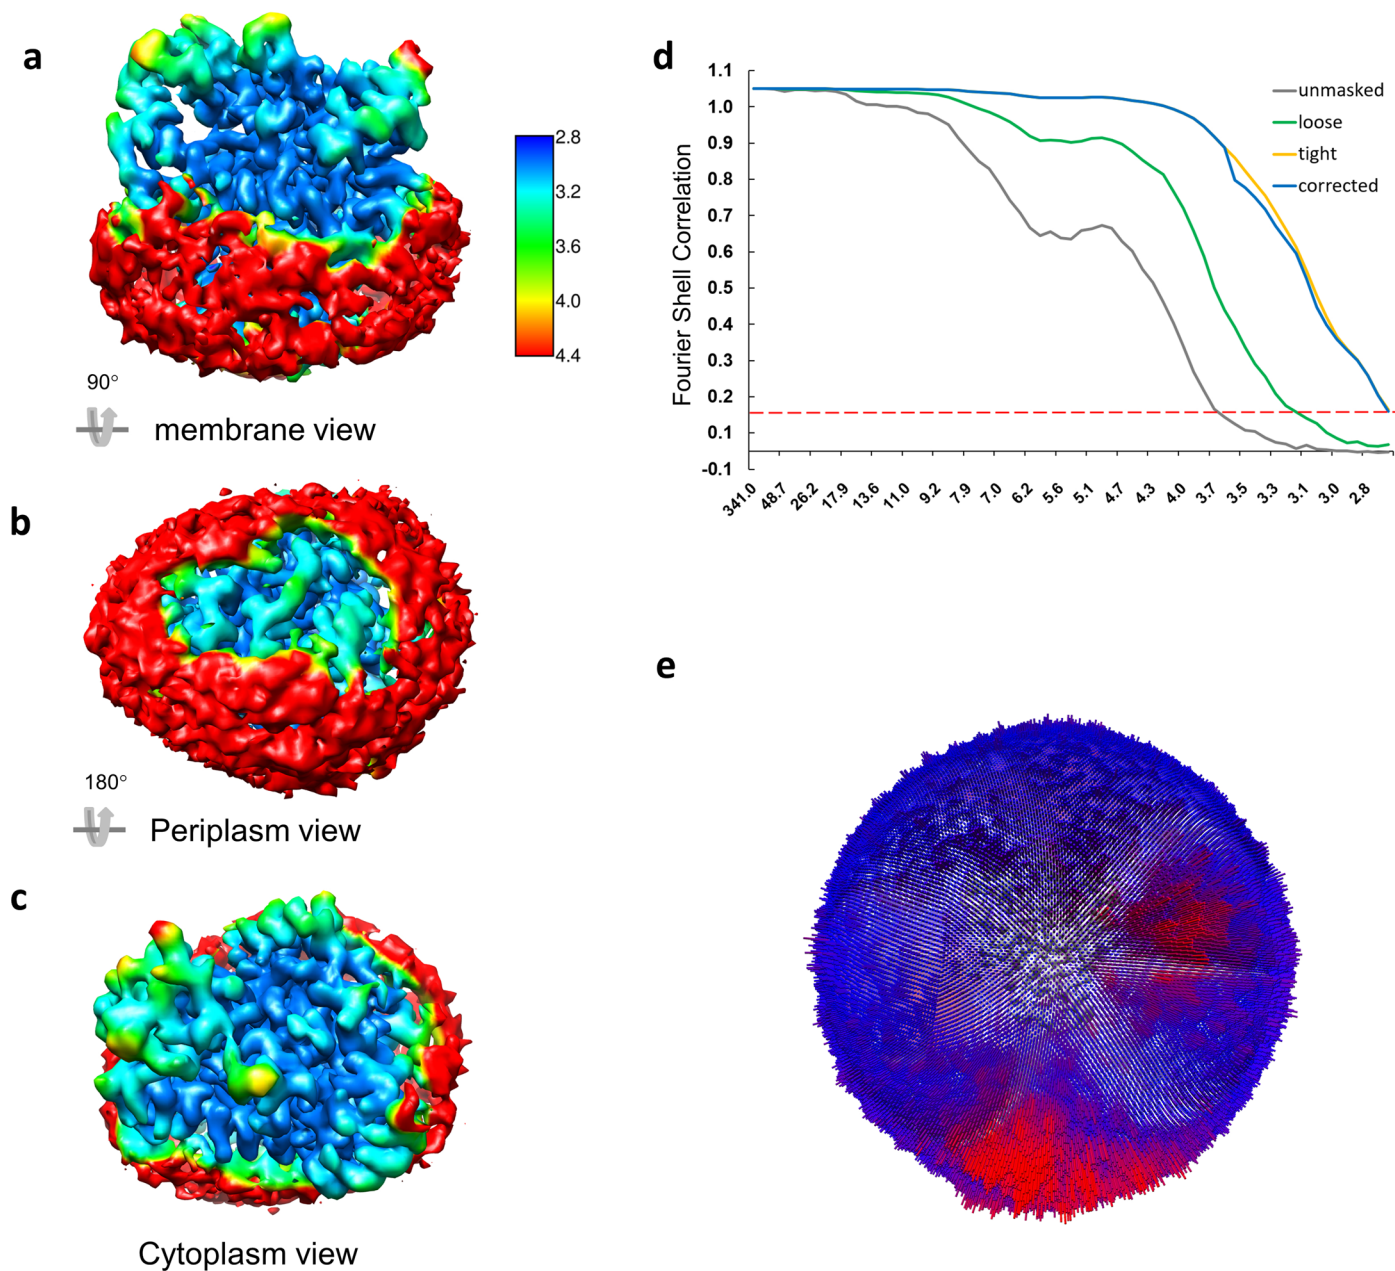 a
2.8
3.2
3.6
4.0
4.4
90°
membrane view
b
180°
Periplasm view
c
Cytoplasm view
d
Fourier Shell Correlation
1.1
1.0
0.9
0.8
0.7
0.6
0.5
0.4
0.3
0.2
0.1
-0.1
341.0 48.7 26.2 17.9 13.6 11.0 9.2 7.9 7.0 6.2 5.6 5.1 4.7 4.3 4.0 3.7 3.5 3.3 3.1 3.0 2.8
unmasked
loose
tight
corrected
e